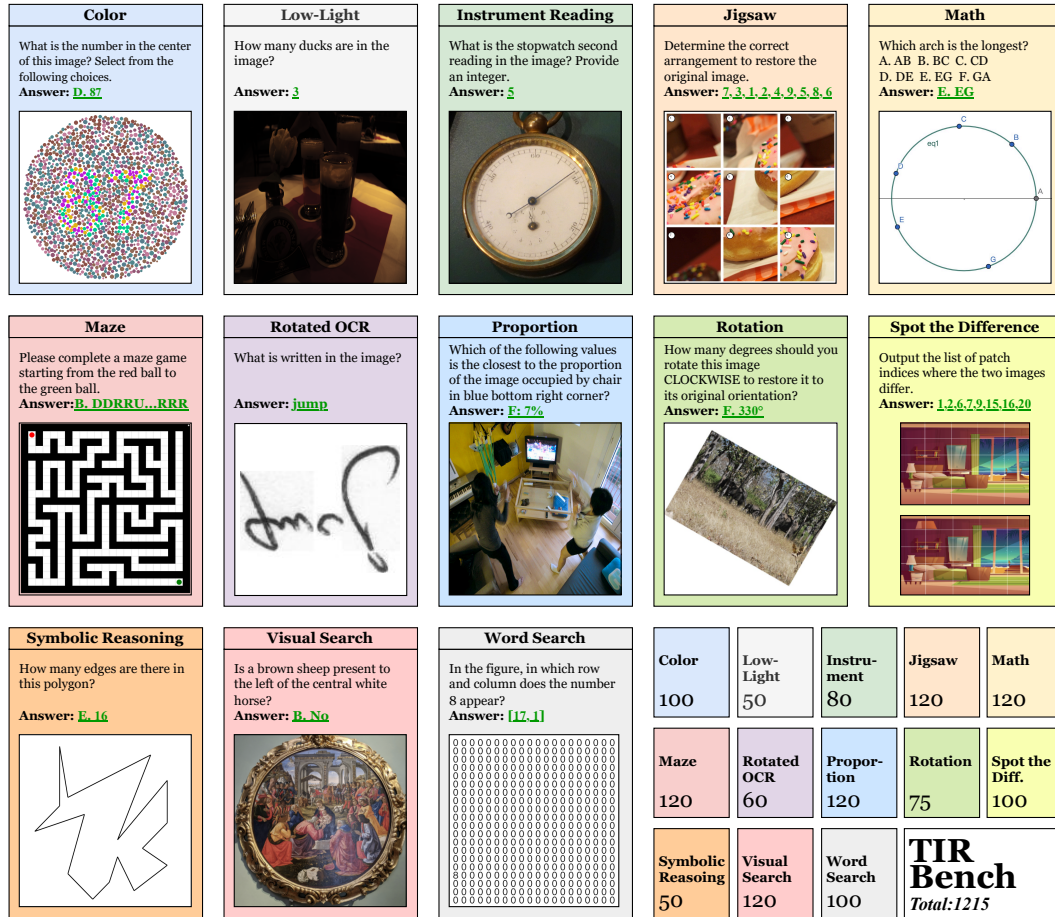 Color
What is the number in the center
of this image? Select from the
following choices.
Answer: D. 87
Low-Light
How many ducks are in the
image?
Answer: 3
Instrument Reading
What is the stopwatch second
reading in the image? Provide
an integer.
Answer: 5
Jigsaw
Determine the correct
arrangement to restore the
original image.
Answer: 7, 3, 1, 2, 4, 9, 5, 8, 6
Math
Which arch is the longest?
A. AB B. BC C. CD
D. DE E. EG F. GA
Answer: E. EG
C
B
eq1
D
A
E
G
Maze
Please complete a maze game
starting from the red ball to
the green ball.
Answer:B. DDRRU...RRR
Rotated OCR
What is written in the image?
Answer: jump
jump
Proportion
Which of the following values
is the closest to the proportion
of the image occupied by chair
in blue bottom right corner?
Answer: F: 7%
Rotation
How many degrees should you
rotate this image
CLOCKWISE to restore it to
its original orientation?
Answer: F. 330°
Spot the Difference
Output the list of patch
indices where the two images
differ.
Answer: 1,2,6,7,9,15,16,20
Symbolic Reasoning
How many edges are there in
this polygon?
Answer: E. 16
Visual Search
Is a brown sheep present to
the left of the central white
horse?
Answer: B. No
Word Search
In the figure, in which row
and column does the number
8 appear?
Answer: [17, 1]
Color
100
Low-
Light
50
Instru-
ment
80
Jigsaw
120
Math
120
Maze
120
Rotated
OCR
60
Propor-
tion
120
Rotation
75
Spot the
Diff.
100
Symbolic
Reasoing
50
Visual
Search
120
Word
Search
100
TIR
Bench
Total:1215